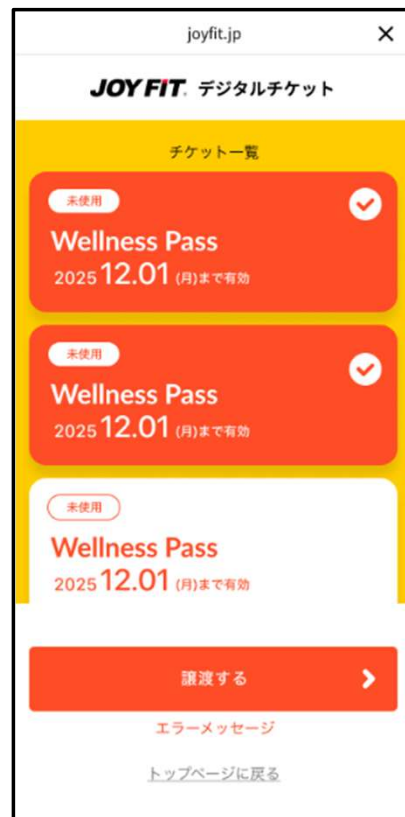 joyfit.jp
JOYFIT. デジタルチケット
チケット一覧
未使用
Wellness Pass
2025 12.01 (月)まで有効
未使用
Wellness Pass
2025 12.01 (月)まで有効
未使用
Wellness Pass
2025 12.01 (月)まで有効
譲渡する
エラーメッセージ
トップページに戻る